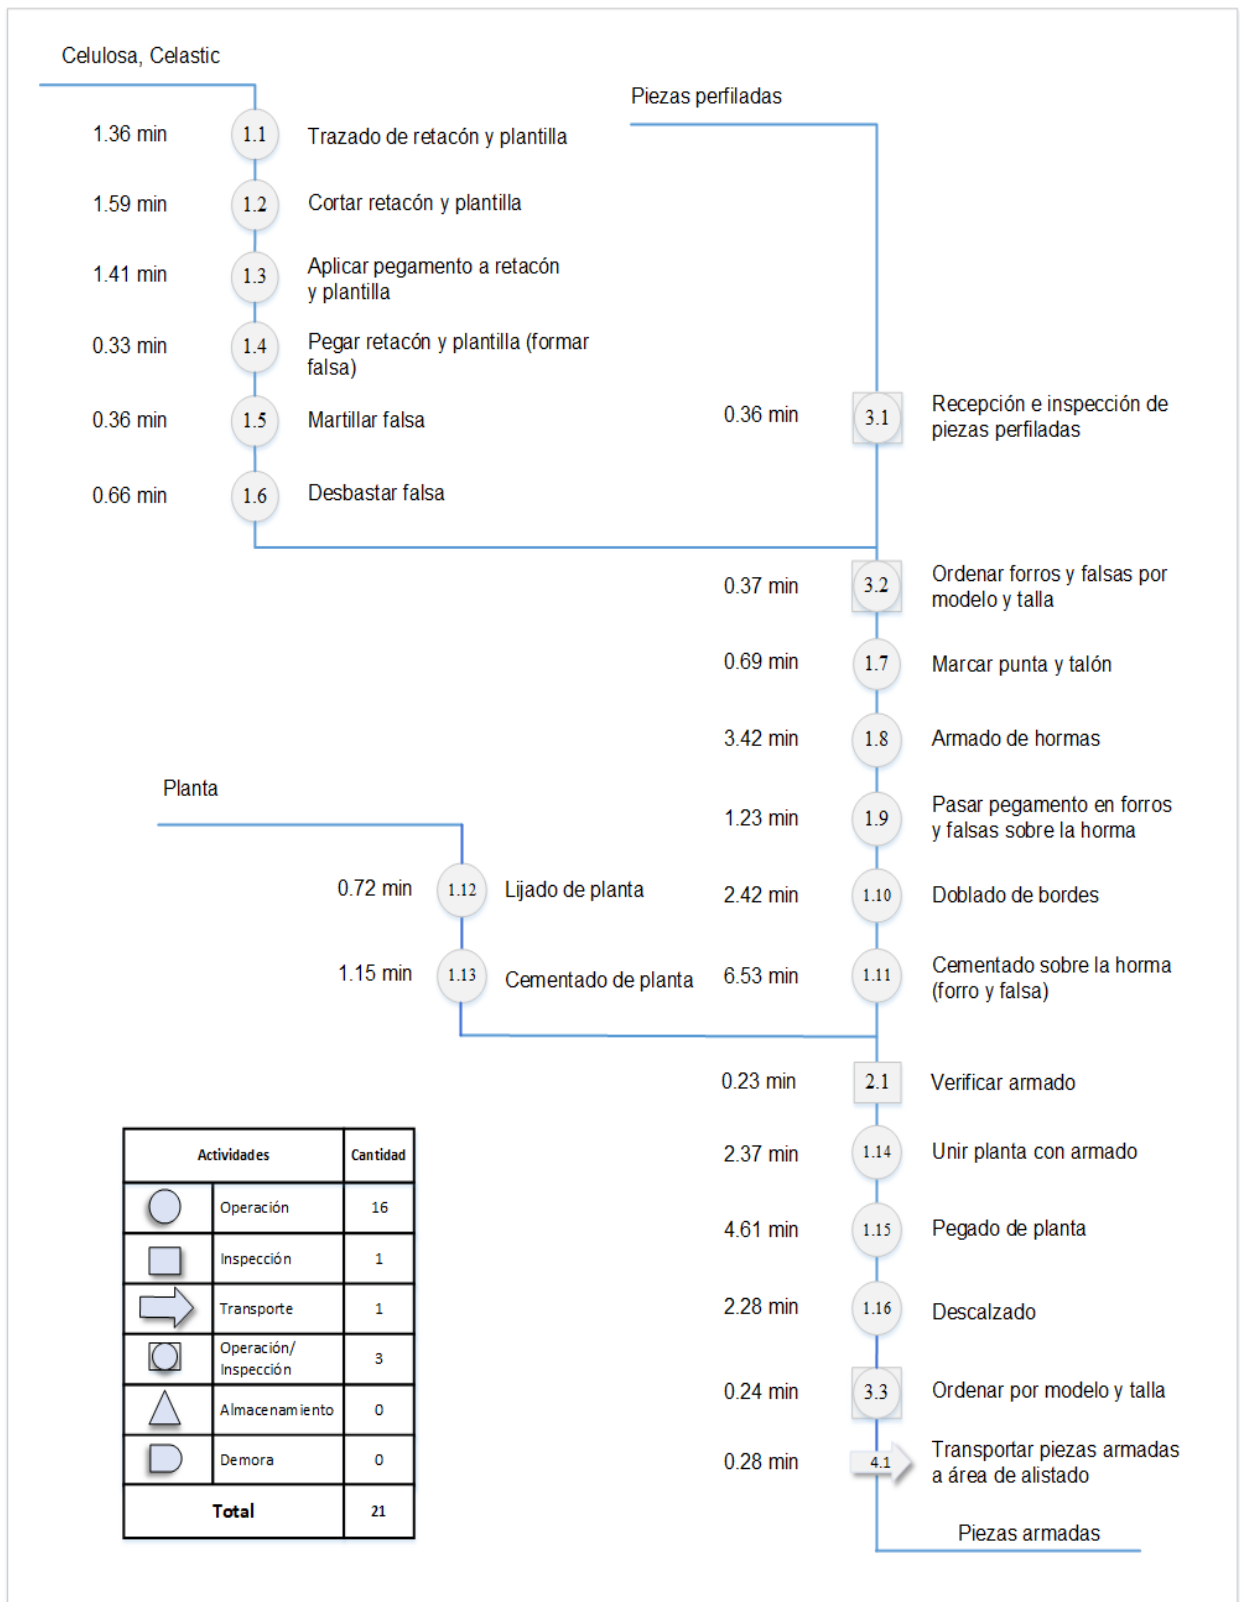 Celulosa, Celastic
Piezas perfiladas
1.36 min 1.1 Trazado de retacón y plantilla
1.59 min 1.2 Cortar retacón y plantilla
1.41 min 1.3 Aplicar pegamento a retacón
y plantilla
0.33 min 1.4 Pegar retacón y plantilla (formar
falsa)
0.36 min 1.5 Martillar falsa
0.66 min 1.6 Desbastar falsa
0.36 min 3.1 Recepción e inspección de
piezas perfiladas
0.37 min 3.2 Ordenar forros y falsas por
modelo y talla
0.69 min 1.7 Marcar punta y talón
3.42 min 1.8 Armado de hormas
1.23 min 1.9 Pasar pegamento en forros
y falsas sobre la horma
2.42 min 1.10 Doblado de bordes
6.53 min 1.11 Cementado sobre la horma
(forro y falsa)
Planta
0.72 min 1.12 Lijado de planta
1.15 min 1.13 Cementado de planta
0.23 min 2.1 Verificar armado
2.37 min 1.14 Unir planta con armado
4.61 min 1.15 Pegado de planta
2.28 min 1.16 Descalzado
0.24 min 3.3 Ordenar por modelo y talla
0.28 min 4.1 Transportar piezas armadas
a área de alistado
Piezas armadas
Actividades Cantidad
Operación 16
Inspección 1
Transporte 1
Operación/
Inspección 3
Almacenamiento 0
Demora 0
Total 21